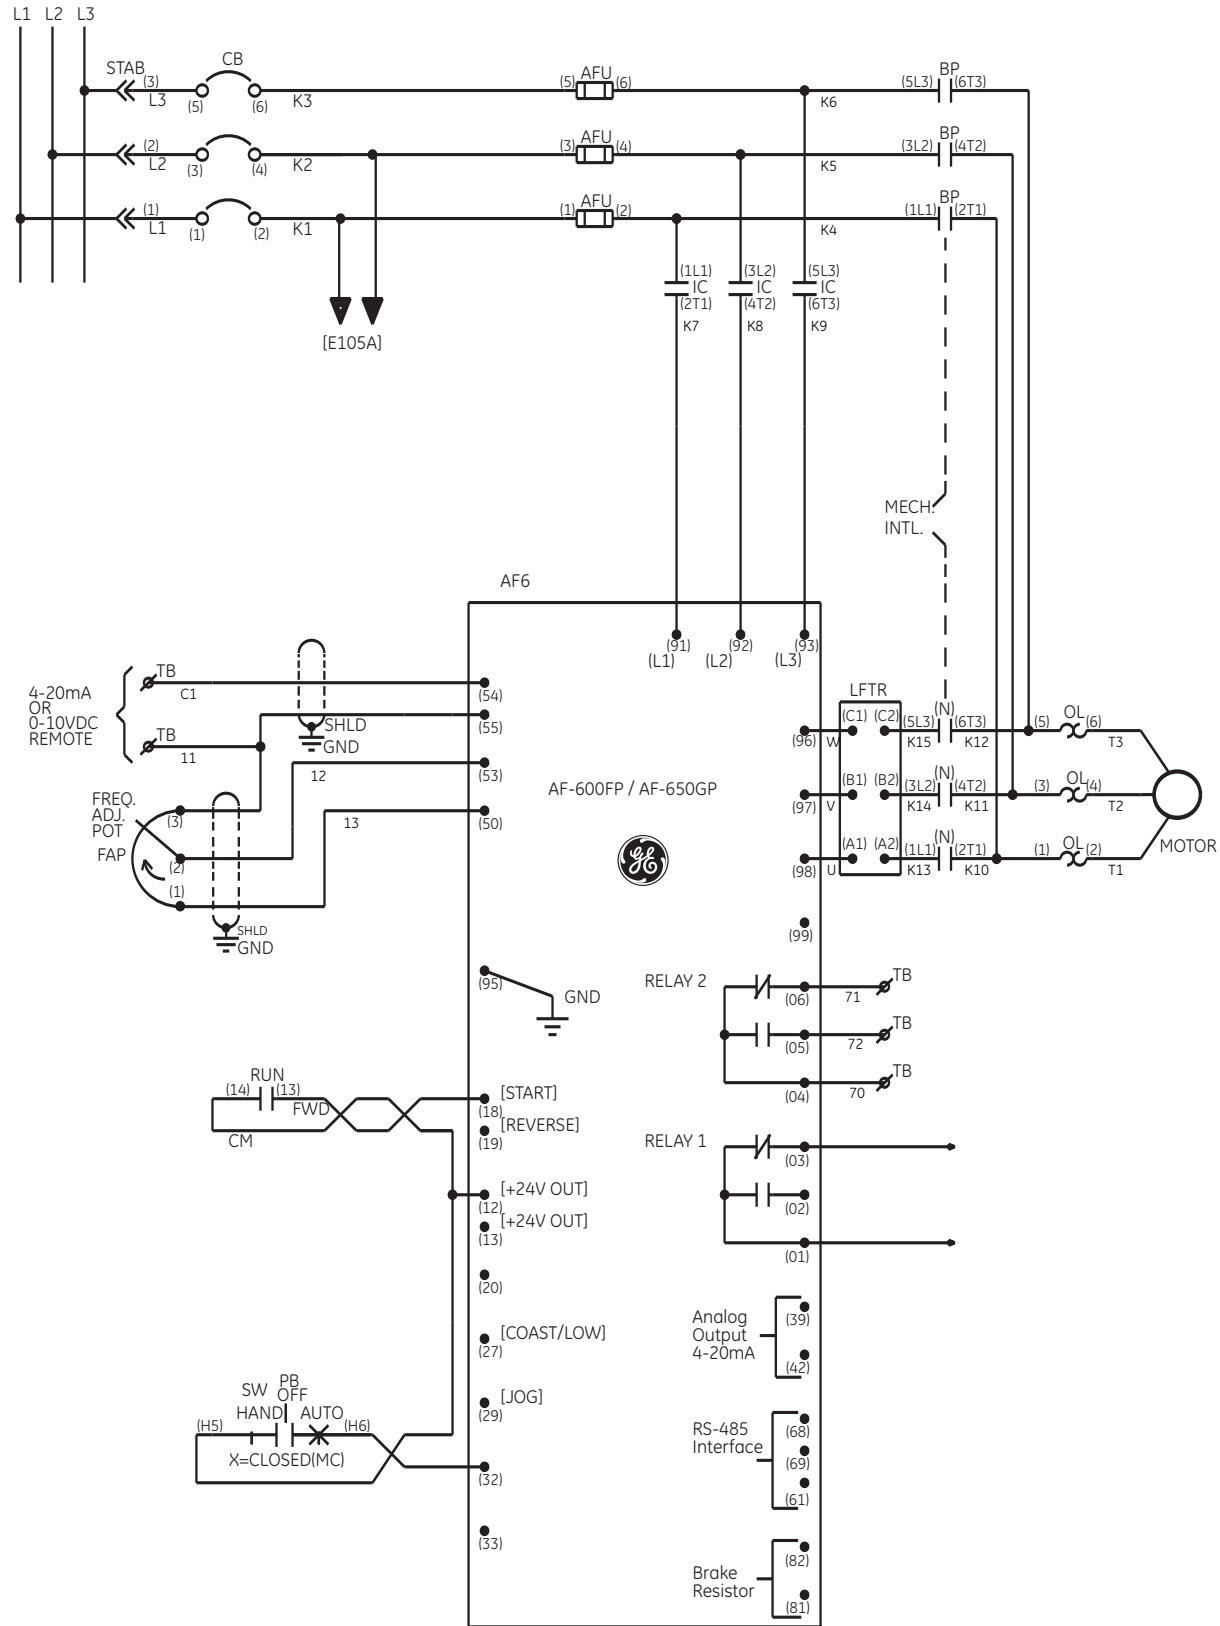 L1 L2 L3
STAB (3) L3 (5) CB (6) K3 (5) AFU (6) K6 (5L3) BP (6T3)
(2) L2 (3) (4) K2 (3) AFU (4) K5 (3L2) BP (4T2)
(1) L1 (1) (2) K1 (1) AFU (2) K4 (1L1) BP (2T1)
(1L1) IC (2T1) K7
(3L2) IC (4T2) K8
(5L3) IC (6T3) K9
[E105A]
MECH.
INTL.
AF6
(91) (92) (93)
(L1) (L2) (L3)
4-20mA
OR
0-10VDC
REMOTE
TB
C1
TB
11
SHLD
GND
12
13
(54)
(55)
(53)
(50)
FREQ.
ADJ.
POT
FAP
(3)
(2)
(1)
SHLD
GND
AF-600FP / AF-650GP
GE
LFTR
(96) W (C1) (C2) (5L3) (N) (6T3) K15 K12 (5) OL (6) T3
(97) V (B1) (B2) (3L2) (N) (4T2) K14 K11 (3) OL (4) T2
(98) U (A1) (A2) (1L1) (N) (2T1) K13 K10 (1) OL (2) T1
MOTOR
(99)
(95)
GND
RELAY 2
(06) 71 TB
(05) 72 TB
(04) 70 TB
RUN
(14) (13)
FWD
CM
[START]
(18)
[REVERSE]
(19)
RELAY 1
(03)
(02)
(01)
[+24V OUT]
(12)
[+24V OUT]
(13)
(20)
[COAST/LOW]
(27)
[JOG]
(29)
Analog
Output
4-20mA
(39)
(42)
SW PB
OFF
HAND AUTO
(H5) (H6)
X=CLOSED(MC)
(32)
(33)
RS-485
Interface
(68)
(69)
(61)
Brake
Resistor
(82)
(81)